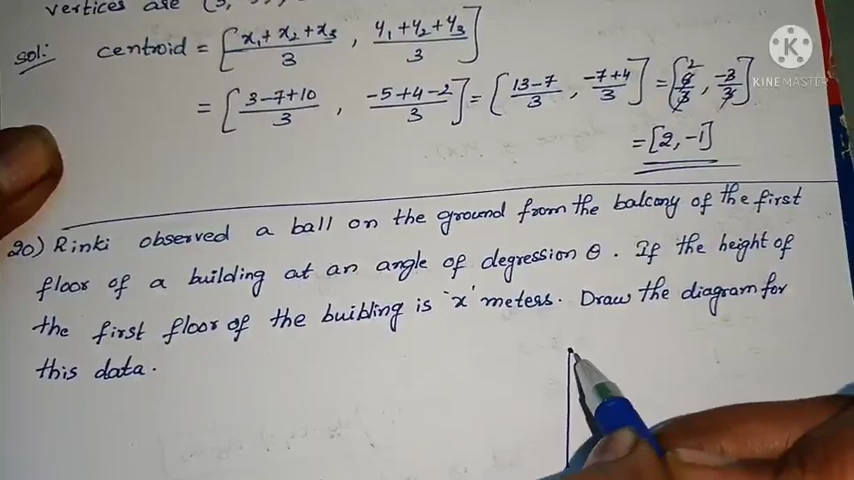 vertices are (3,
sol: centroid = [x₁+x₂+x₃/3 , y₁+y₂+y₃/3]
= [3-7+10/3 , -5+4-2/3] = [13-7/3 , -7+4/3] = [6/3 2, -3/3]
= [2, -1]
20) Rinki observed a ball on the ground from the balcony of the first
floor of a building at an angle of degression θ. If the height of
the first floor of the buibling is 'x' meters. Draw the diagram for
this data.
K
KINEMASTER